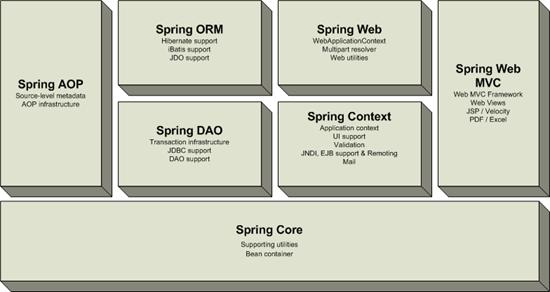 Spring AOP
Source-level metadata
AOP infrastructure
Spring ORM
Hibernate support
iBatis support
JDO support
Spring DAO
Transaction infrastructure
JDBC support
DAO support
Spring Web
WebApplicationContext
Multipart resolver
Web utilities
Spring Context
Application context
UI support
Validation
JNDI, EJB support & Remoting
Mail
Spring Web
MVC
Web MVC Framework
Web Views
JSP / Velocity
PDF / Excel
Spring Core
Supporting utilities
Bean container